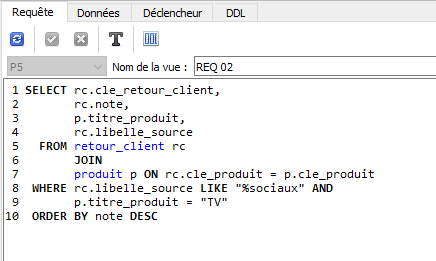 Requête Données Déclencheur DDL
T
P5 Nom de la vue : REQ 02
1 SELECT rc.cle_retour_client,
2 rc.note,
3 p.titre_produit,
4 rc.libelle_source
5 FROM retour_client rc
6 JOIN
7 produit p ON rc.cle_produit = p.cle_produit
8 WHERE rc.libelle_source LIKE "%sociaux" AND
9 p.titre_produit = "TV"
10 ORDER BY note DESC